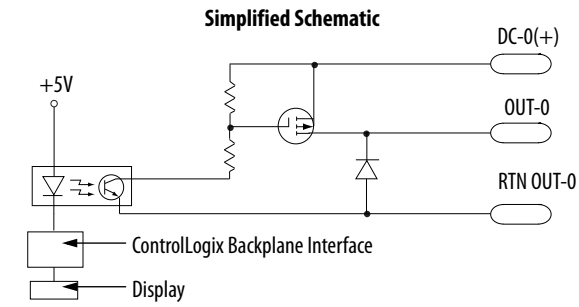 Simplified Schematic
DC-0(+)
+5V
OUT-0
RTN OUT-0
ControlLogix Backplane Interface
Display